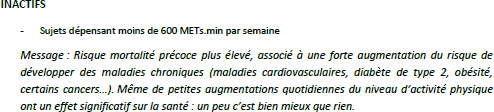 INACTIFS
- Sujets dépensant moins de 600 METs.min par semaine
Message : Risque mortalité précoce plus élevé, associé à une forte augmentation du risque de
développer des maladies chroniques (maladies cardiovasculaires, diabète de type 2, obésité,
certains cancers...). Même de petites augmentations quotidiennes du niveau d'activité physique
ont un effet significatif sur la santé : un peu c'est bien mieux que rien.